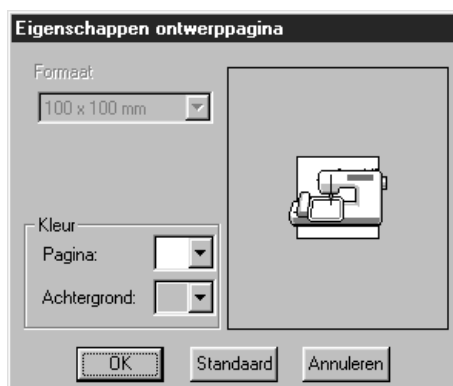 Eigenschappen ontwerppagina
Formaat
100 x 100 mm
Kleur
Pagina:
Achtergrond:
OK
Standaard
Annuleren